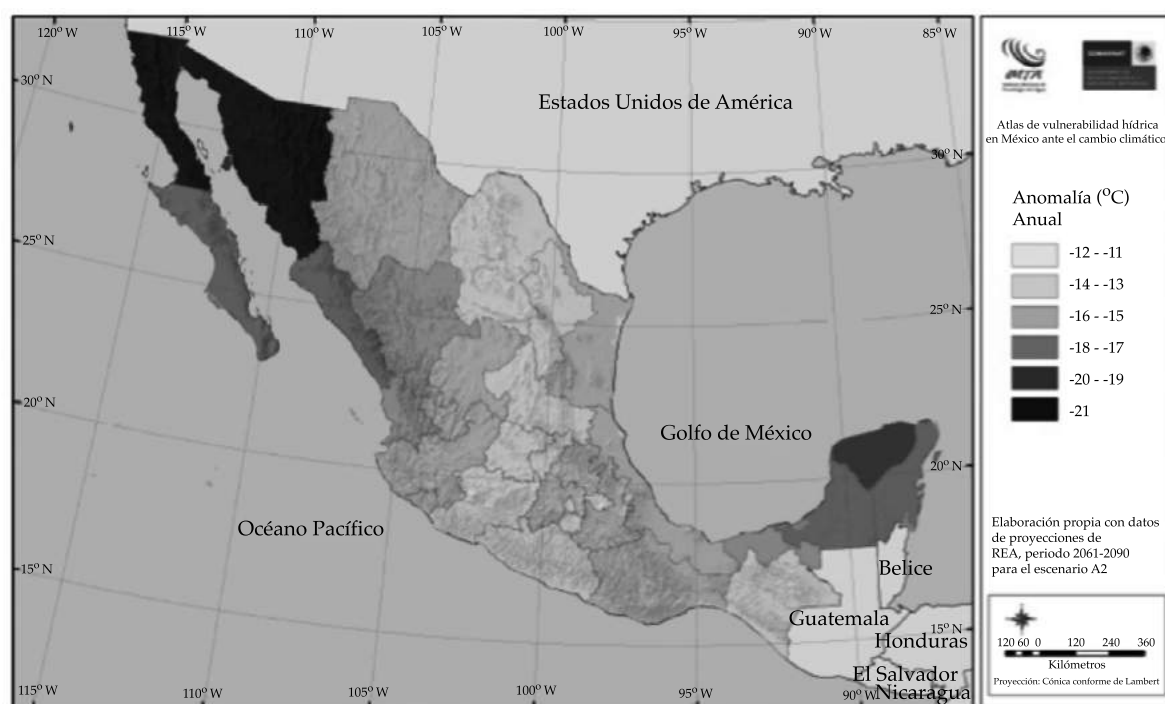 120° W
115° W
110° W
105° W
100° W
95° W
90° W
85° W
30° N
25° N
20° N
15° N
Estados Unidos de América
Golfo de México
Océano Pacífico
Belice
Guatemala
Honduras
El Salvador
Nicaragua
30° N
25° N
20° N
15° N
115° W
110° W
105° W
100° W
95° W
90° W
Atlas de vulnerabilidad hídrica
en México ante el cambio climático
Anomalía (°C)
Anual
-12 - -11
-14 - -13
-16 - -15
-18 - -17
-20 - -19
-21
Elaboración propia con datos
de proyecciones de
REA, periodo 2061-2090
para el escenario A2
120 60 0 120 240 360
Kilómetros
Proyección: Cónica conforme de Lambert